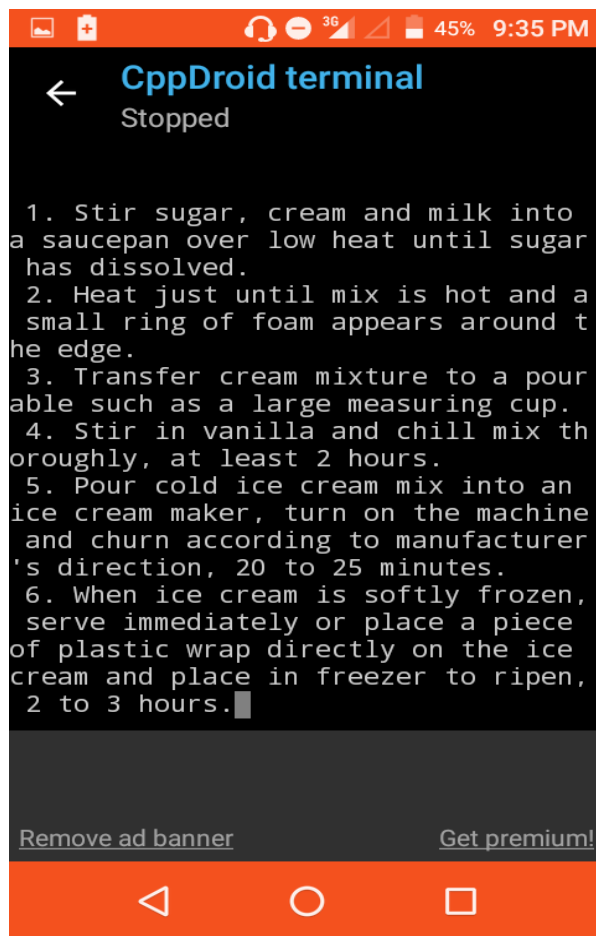 3G 45% 9:35 PM
CppDroid terminal
Stopped
1. Stir sugar, cream and milk into
a saucepan over low heat until sugar
has dissolved.
2. Heat just until mix is hot and a
small ring of foam appears around t
he edge.
3. Transfer cream mixture to a pour
able such as a large measuring cup.
4. Stir in vanilla and chill mix th
oroughly, at least 2 hours.
5. Pour cold ice cream mix into an
ice cream maker, turn on the machine
and churn according to manufacturer
's direction, 20 to 25 minutes.
6. When ice cream is softly frozen,
serve immediately or place a piece
of plastic wrap directly on the ice
cream and place in freezer to ripen,
2 to 3 hours.
Remove ad banner Get premium!